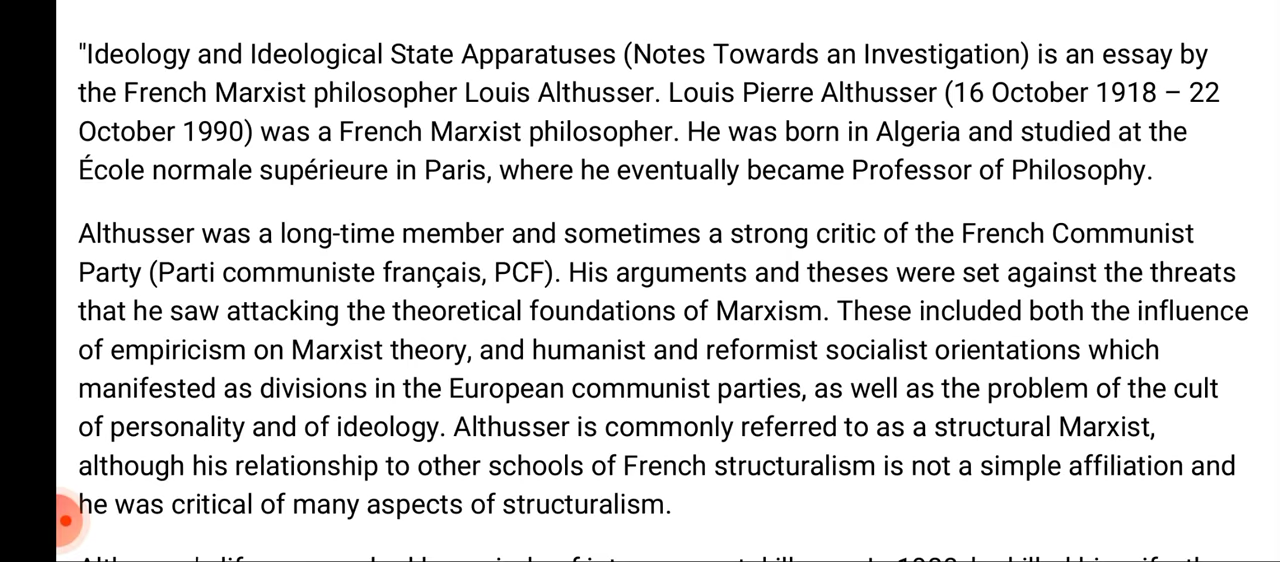 "Ideology and Ideological State Apparatuses (Notes Towards an Investigation) is an essay by
the French Marxist philosopher Louis Althusser. Louis Pierre Althusser (16 October 1918 – 22
October 1990) was a French Marxist philosopher. He was born in Algeria and studied at the
École normale supérieure in Paris, where he eventually became Professor of Philosophy.
Althusser was a long-time member and sometimes a strong critic of the French Communist
Party (Parti communiste français, PCF). His arguments and theses were set against the threats
that he saw attacking the theoretical foundations of Marxism. These included both the influence
of empiricism on Marxist theory, and humanist and reformist socialist orientations which
manifested as divisions in the European communist parties, as well as the problem of the cult
of personality and of ideology. Althusser is commonly referred to as a structural Marxist,
although his relationship to other schools of French structuralism is not a simple affiliation and
he was critical of many aspects of structuralism.